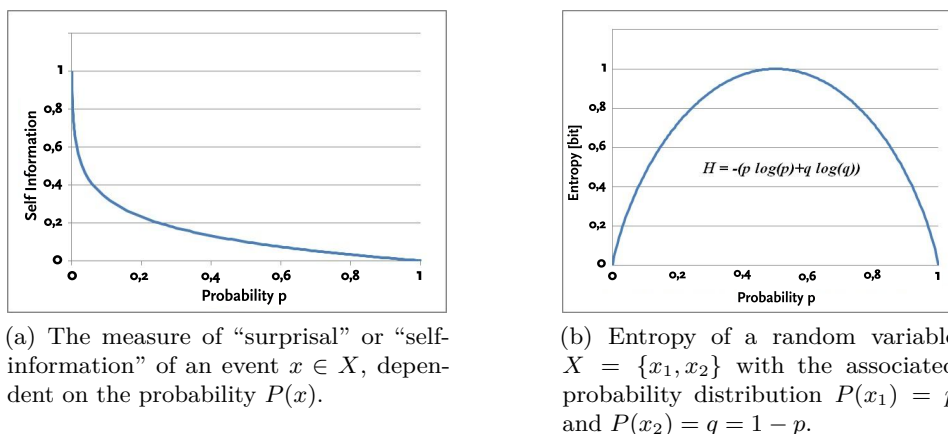 1
0,8
0,6
0,4
0,2
0
Self Information
0 0,2 0,4 0,6 0,8 1
Probability p
(a) The measure of “surprisal” or “self-
information” of an event x ∈ X, depen-
dent on the probability P(x).
1
0,8
0,6
0,4
0,2
0
Entropy [bit]
H = -(p log(p)+q log(q))
0 0,2 0,4 0,6 0,8 1
Probability p
(b) Entropy of a random variable
X = {x₁, x₂} with the associated
probability distribution P(x₁) = p
and P(x₂) = q = 1 − p.